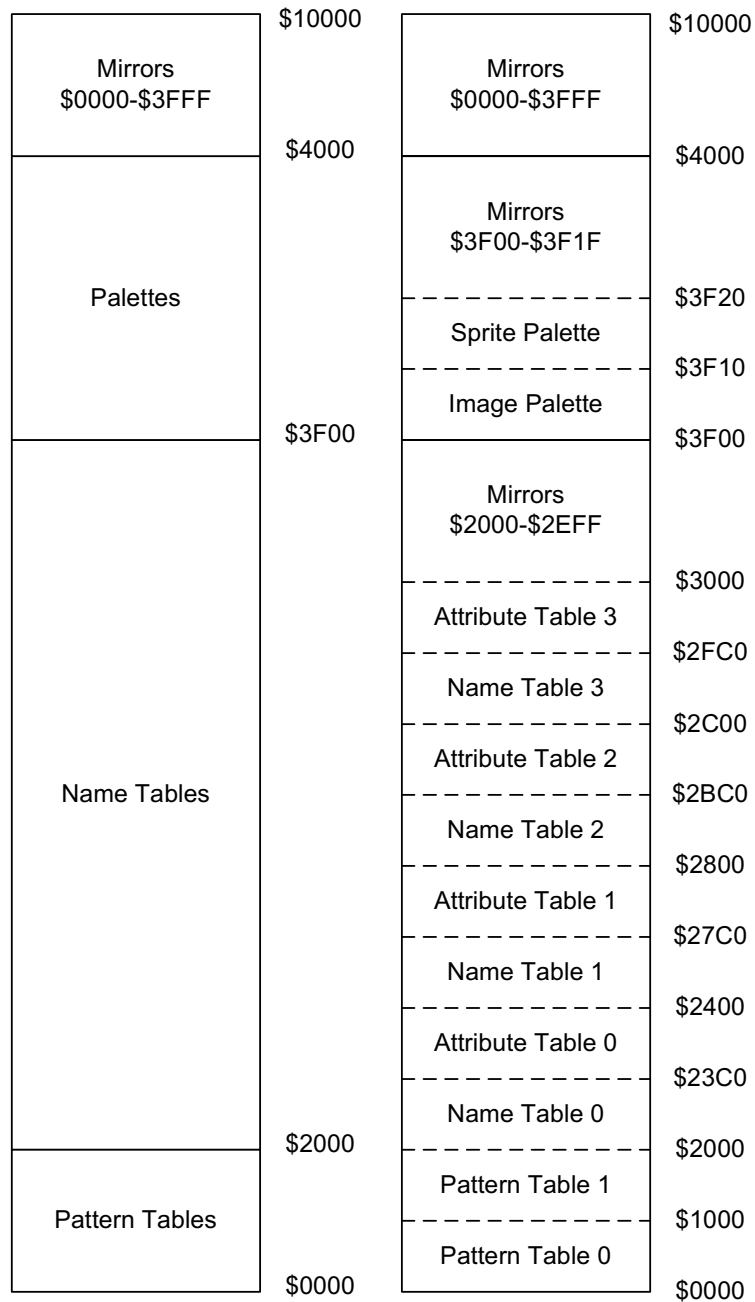 $10000
Mirrors
$0000-$3FFF
$4000
Palettes
$3F00
Name Tables
$2000
Pattern Tables
$0000
$10000
Mirrors
$0000-$3FFF
$4000
Mirrors
$3F00-$3F1F
$3F20
Sprite Palette
$3F10
Image Palette
$3F00
Mirrors
$2000-$2EFF
$3000
Attribute Table 3
$2FC0
Name Table 3
$2C00
Attribute Table 2
$2BC0
Name Table 2
$2800
Attribute Table 1
$27C0
Name Table 1
$2400
Attribute Table 0
$23C0
Name Table 0
$2000
Pattern Table 1
$1000
Pattern Table 0
$0000